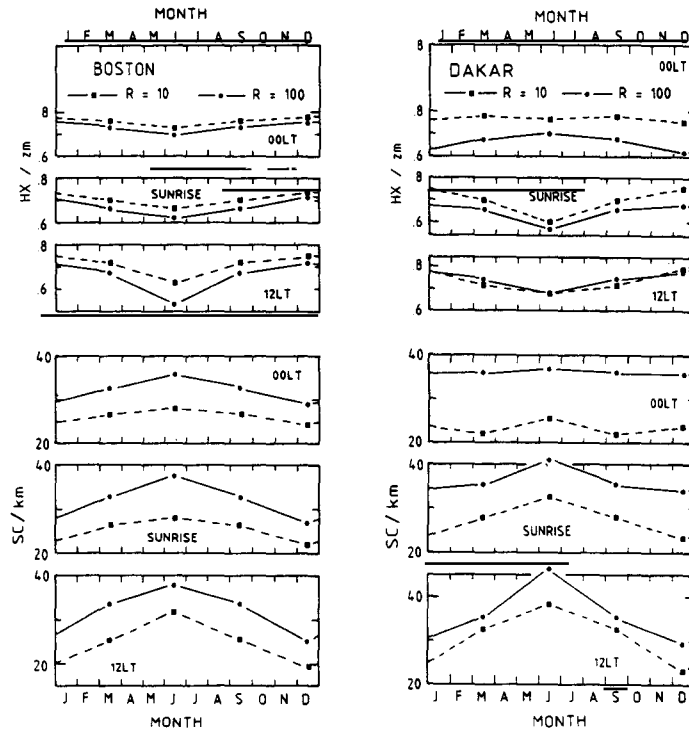 MONTH
J F M A M J J A S O N D
BOSTON
R = 10 R = 100
.8
.6
00LT
.8
.6
SUNRISE
.8
.6
12LT
HX / zm
40
20
00LT
40
20
SUNRISE
40
20
12LT
SC/km
J F M A M J J A S O N D
MONTH
MONTH
J F M A M J J A S O N D
DAKAR
00LT
R = 10 R = 100
.8
.6
8
.6
SUNRISE
8
6
12LT
HX / zm
40
20
00LT
40
20
SUNRISE
40
20
12LT
SC/km
J F M A M J J A S O N D
MONTH